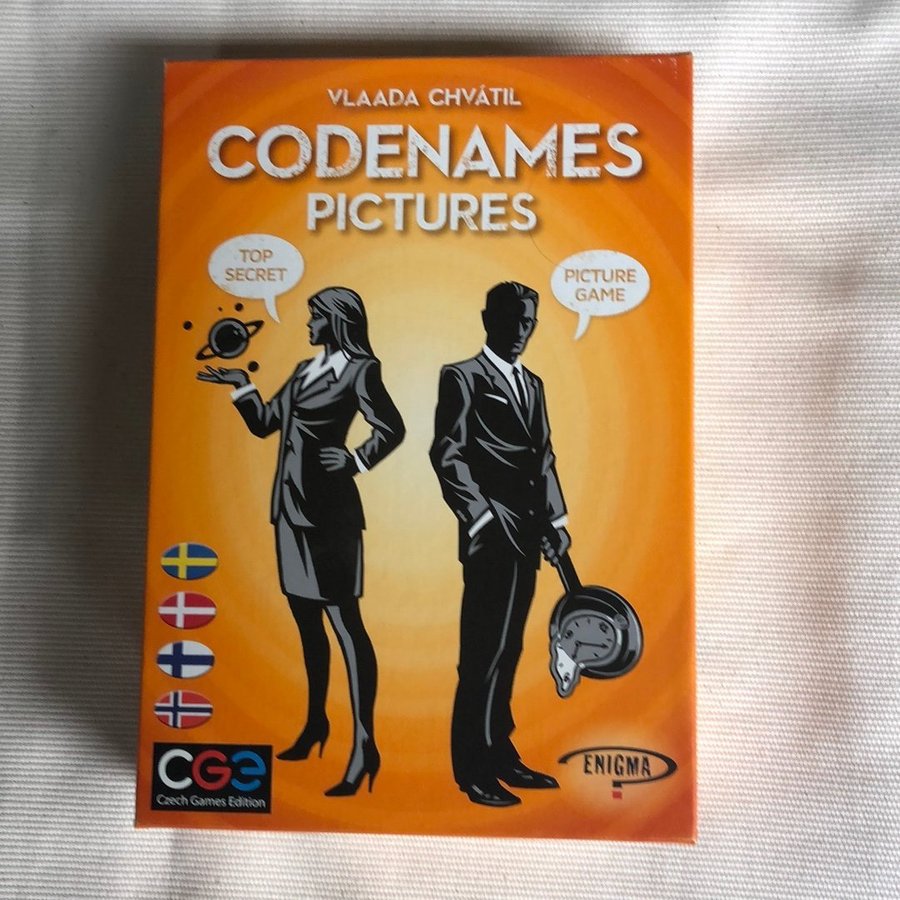 VLAADA CHVÁTIL
CODENAMES
PICTURES
TOP
SECRET
PICTURE
GAME
CGE
Czech Games Edition
ENIGMA